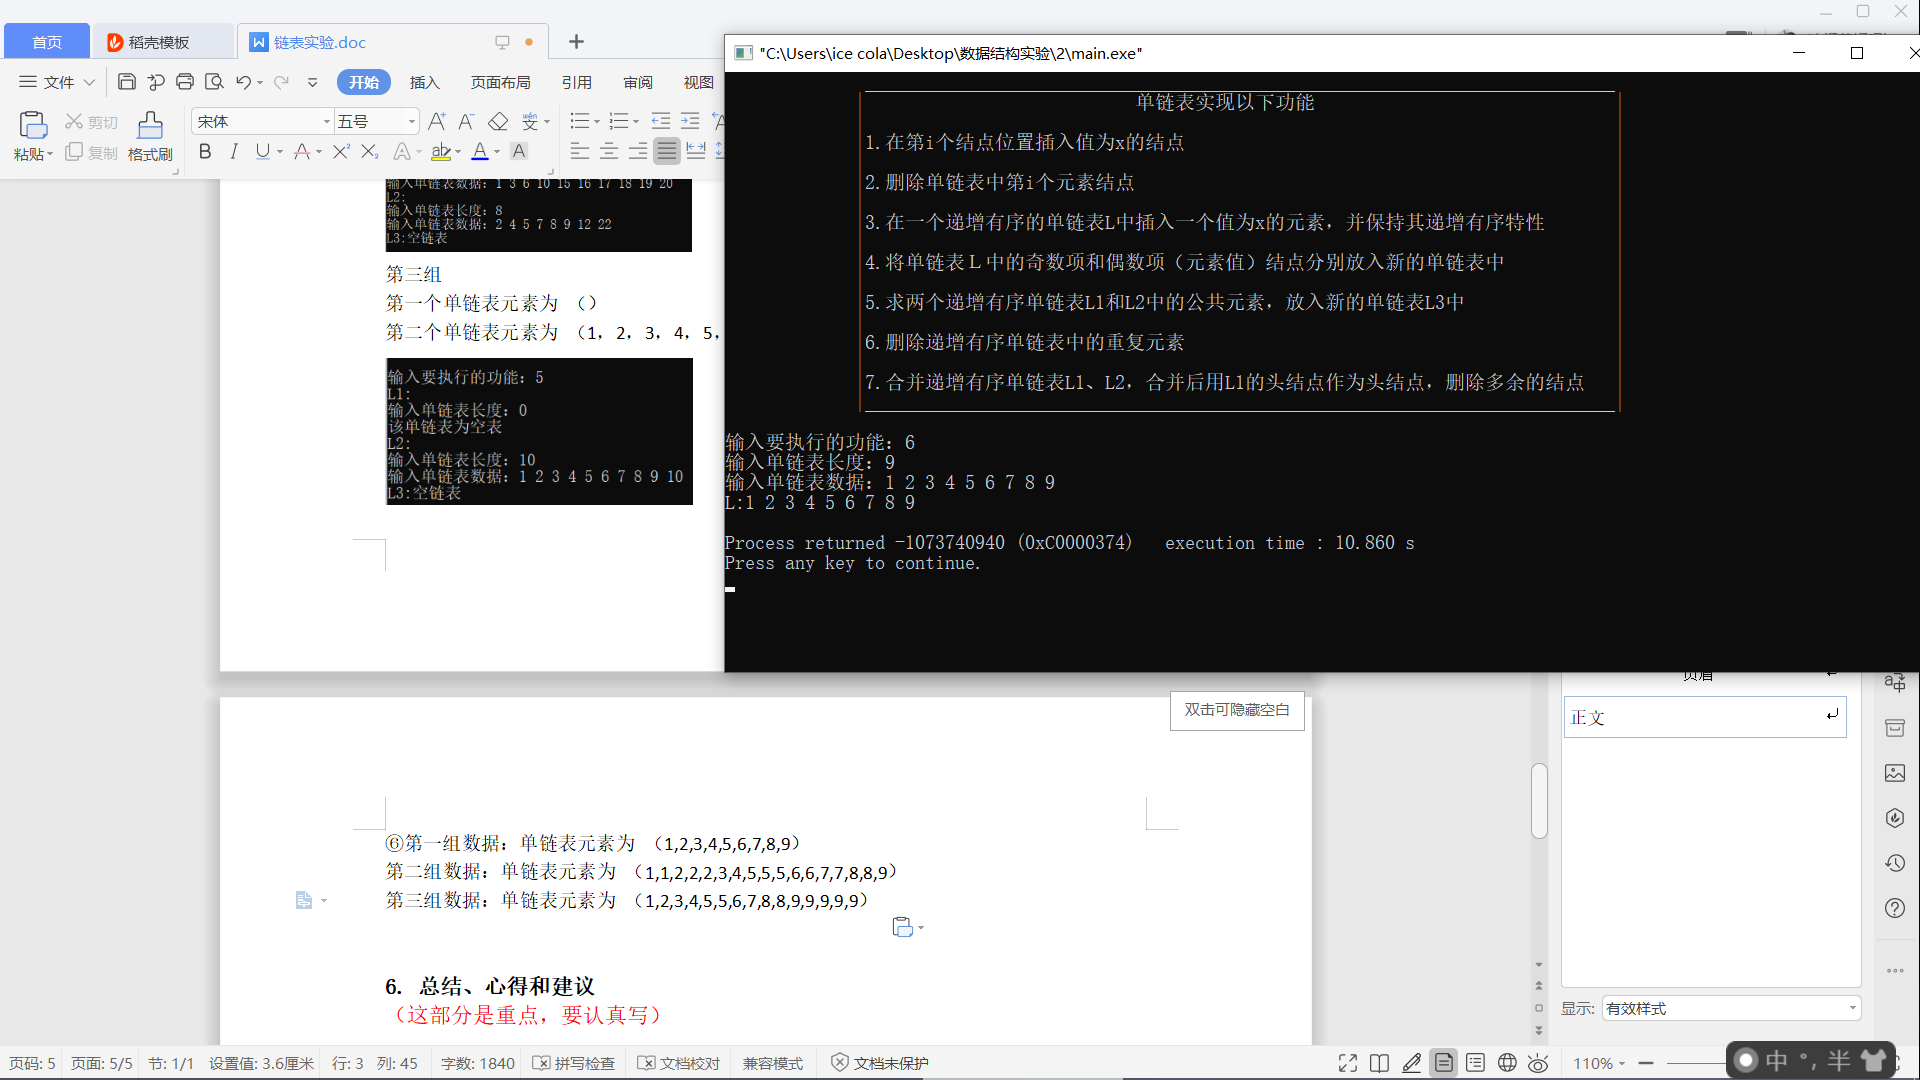 首页
稻壳模板
链表实验.doc
文件
开始
插入
页面布局
引用
审阅
视图
粘贴
剪切
复制
格式刷
宋体
五号
输入单链表数据：1 3 6 10 15 16 17 18 19 20
L2:
输入单链表长度：8
输入单链表数据：2 4 5 7 8 9 12 22
L3:空链表
第三组
第一个单链表元素为 （）
第二个单链表元素为 （1，2，3，4，5，
输入要执行的功能：5
L1:
输入单链表长度：0
该单链表为空表
L2:
输入单链表长度：10
输入单链表数据：1 2 3 4 5 6 7 8 9 10
L3:空链表
"C:\Users\ice cola\Desktop\数据结构实验\2\main.exe"
单链表实现以下功能
1.在第i个结点位置插入值为x的结点
2.删除单链表中第i个元素结点
3.在一个递增有序的单链表L中插入一个值为x的元素，并保持其递增有序特性
4.将单链表Ｌ中的奇数项和偶数项（元素值）结点分别放入新的单链表中
5.求两个递增有序单链表L1和L2中的公共元素，放入新的单链表L3中
6.删除递增有序单链表中的重复元素
7.合并递增有序单链表L1、L2，合并后用L1的头结点作为头结点，删除多余的结点
输入要执行的功能：6
输入单链表长度：9
输入单链表数据：1 2 3 4 5 6 7 8 9
L:1 2 3 4 5 6 7 8 9
Process returned -1073740940 (0xC0000374)   execution time : 10.860 s
Press any key to continue.
双击可隐藏空白
页眉
正文
⑥第一组数据：单链表元素为 （1,2,3,4,5,6,7,8,9）
第二组数据：单链表元素为 （1,1,2,2,2,3,4,5,5,5,6,6,7,7,8,8,9）
第三组数据：单链表元素为 （1,2,3,4,5,5,6,7,8,8,9,9,9,9,9）
6. 总结、心得和建议
（这部分是重点，要认真写）
显示: 有效样式
页码: 5 页面: 5/5 节: 1/1 设置值: 3.6厘米 行: 3 列: 45 字数: 1840 拼写检查 文档校对 兼容模式 文档未保护 110%
中 °, 半